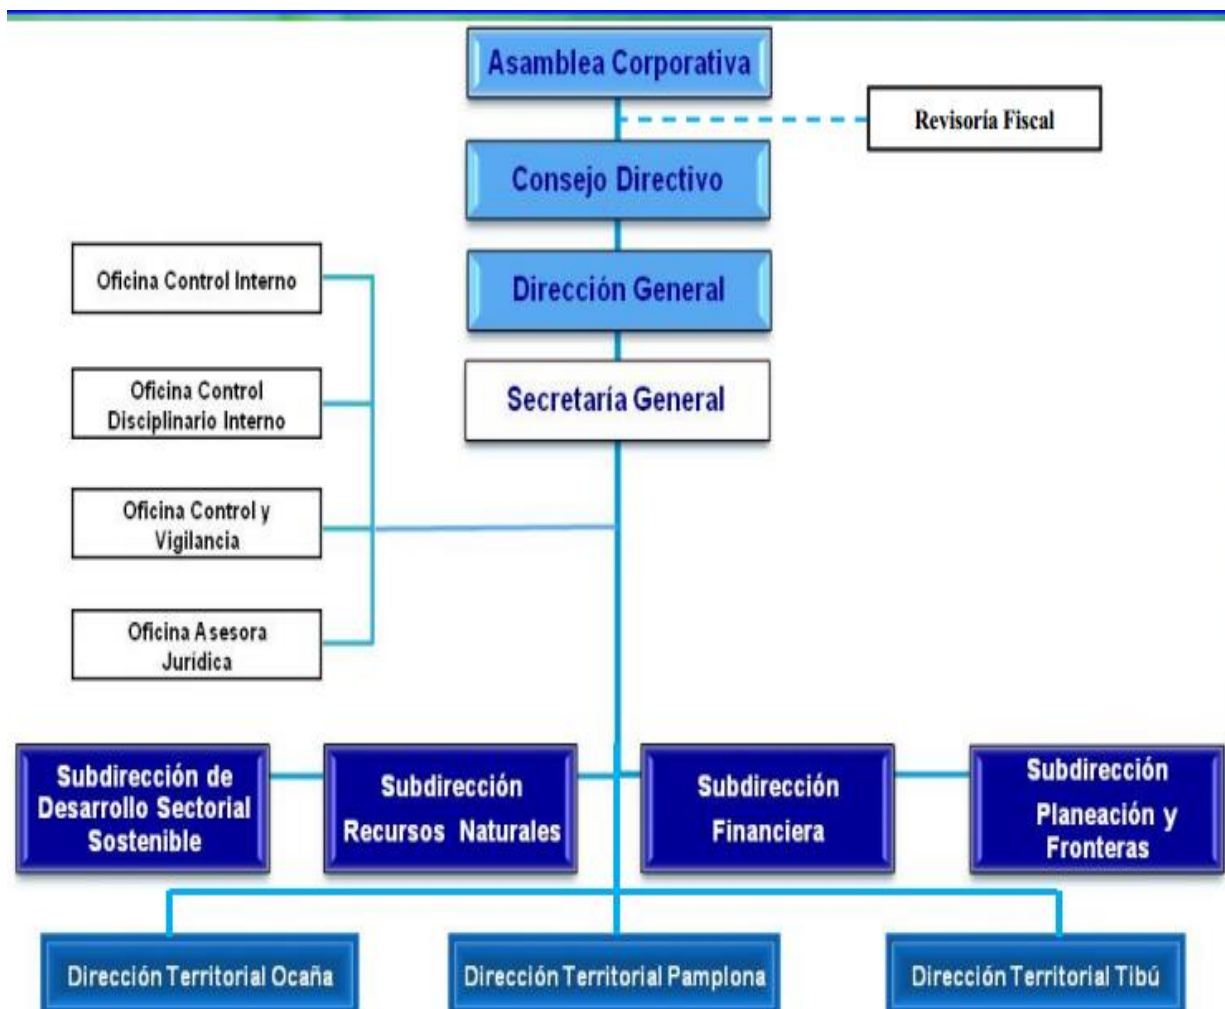 Asamblea Corporativa
Revisoría Fiscal
Consejo Directivo
Dirección General
Secretaría General
Oficina Control Interno
Oficina Control
Disciplinario Interno
Oficina Control y
Vigilancia
Oficina Asesora
Jurídica
Subdirección de
Desarrollo Sectorial
Sostenible
Subdirección
Recursos Naturales
Subdirección
Financiera
Subdirección
Planeación y
Fronteras
Dirección Territorial Ocaña
Dirección Territorial Pamplona
Dirección Territorial Tibú